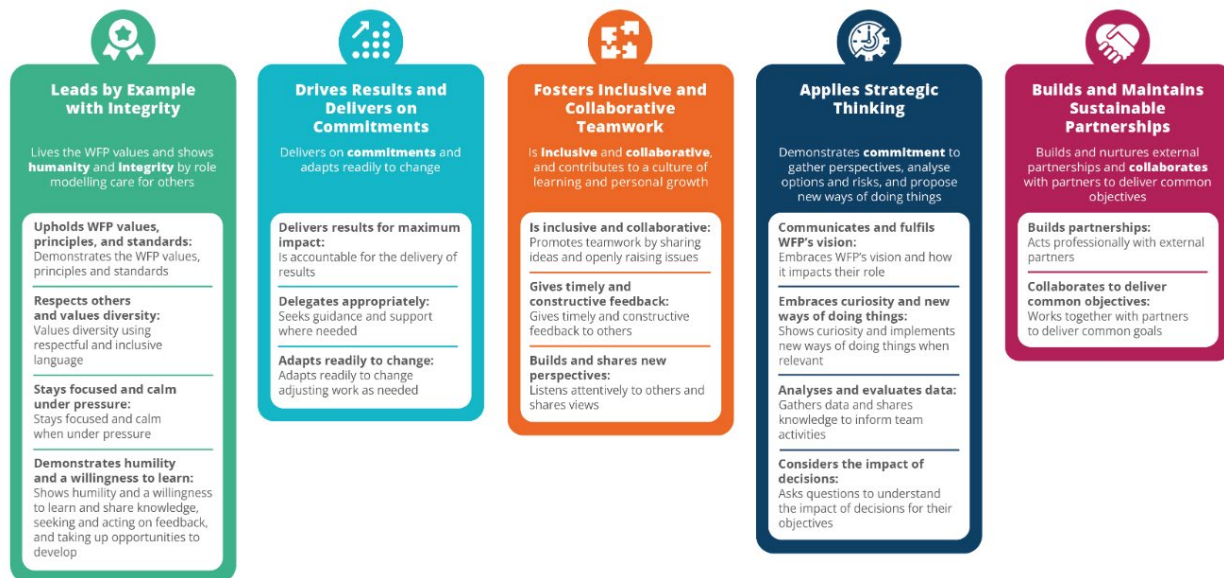 Leads by Example
with Integrity
Lives the WFP values and shows
humanity and integrity by role
modelling care for others
Upholds WFP values,
principles, and standards:
Demonstrates the WFP values,
principles and standards
Respects others
and values diversity:
Values diversity using
respectful and inclusive
language
Stays focused and calm
under pressure:
Stays focused and calm
when under pressure
Demonstrates humility
and a willingness to learn:
Shows humility and a willingness
to learn and share knowledge,
seeking and acting on feedback,
and taking up opportunities to
develop
Drives Results and
Delivers on
Commitments
Delivers on commitments and
adapts readily to change
Delivers results for maximum
impact:
Is accountable for the delivery of
results
Delegates appropriately:
Seeks guidance and support
where needed
Adapts readily to change:
Adapts readily to change
adjusting work as needed
Fosters Inclusive and
Collaborative
Teamwork
Is inclusive and collaborative,
and contributes to a culture of
learning and personal growth
Is inclusive and collaborative:
Promotes teamwork by sharing
ideas and openly raising issues
Gives timely and
constructive feedback:
Gives timely and constructive
feedback to others
Builds and shares new
perspectives:
Listens attentively to others and
shares views
Applies Strategic
Thinking
Demonstrates commitment to
gather perspectives, analyse
options and risks, and propose
new ways of doing things
Communicates and fulfils
WFP's vision:
Embraces WFP's vision and how
it impacts their role
Embraces curiosity and new
ways of doing things:
Shows curiosity and implements
new ways of doing things when
relevant
Analyses and evaluates data:
Gathers data and shares
knowledge to inform team
activities
Considers the impact of
decisions:
Asks questions to understand
the impact of decisions for their
objectives
Builds and Maintains
Sustainable
Partnerships
Builds and nurtures external
partnerships and collaborates
with partners to deliver common
objectives
Builds partnerships:
Acts professionally with external
partners
Collaborates to deliver
common objectives:
Works together with partners
to deliver common goals